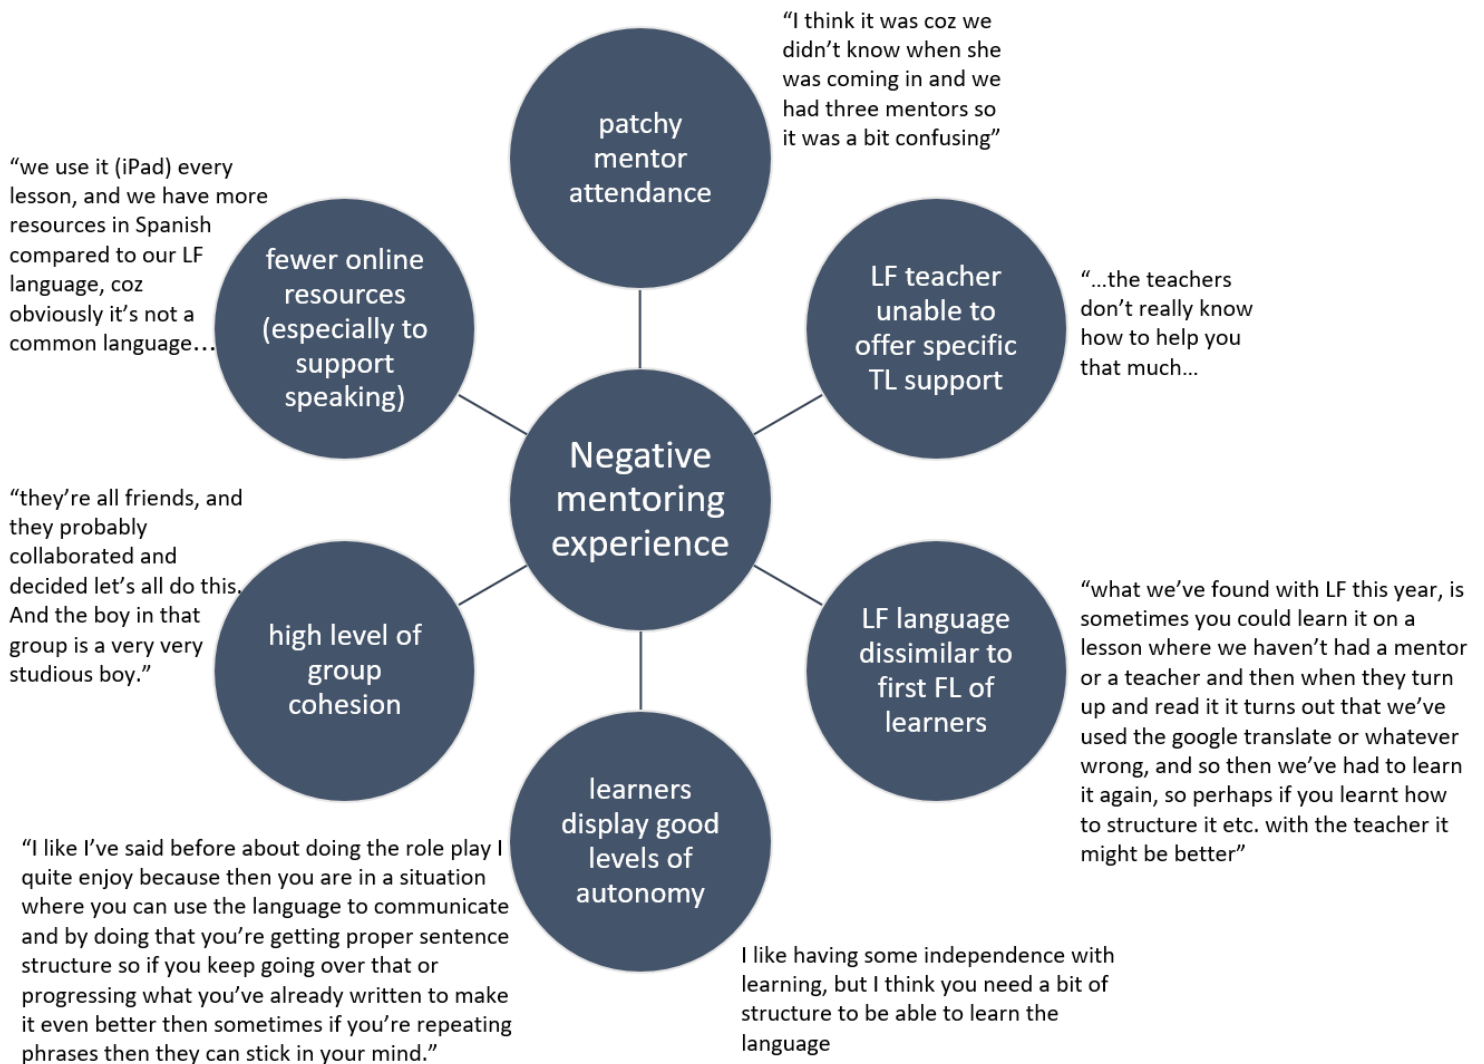 “I think it was coz we
didn’t know when she
was coming in and we
had three mentors so
it was a bit confusing”
patchy
mentor
attendance
“we use it (iPad) every
lesson, and we have more
resources in Spanish
compared to our LF
language, coz
obviously it’s not a
common language…
fewer online
resources
(especially to
support
speaking)
LF teacher
unable to
offer specific
TL support
“…the teachers
don’t really know
how to help you
that much…
Negative
mentoring
experience
“they’re all friends, and
they probably
collaborated and
decided let’s all do this.
And the boy in that
group is a very very
studious boy.”
high level of
group
cohesion
LF language
dissimilar to
first FL of
learners
“what we’ve found with LF this year, is
sometimes you could learn it on a
lesson where we haven’t had a mentor
or a teacher and then when they turn
up and read it it turns out that we’ve
used the google translate or whatever
wrong, and so then we’ve had to learn
it again, so perhaps if you learnt how
to structure it etc. with the teacher it
might be better”
learners
display good
levels of
autonomy
“I like I’ve said before about doing the role play I
quite enjoy because then you are in a situation
where you can use the language to communicate
and by doing that you’re getting proper sentence
structure so if you keep going over that or
progressing what you’ve already written to make
it even better then sometimes if you’re repeating
phrases then they can stick in your mind.”
I like having some independence with
learning, but I think you need a bit of
structure to be able to learn the
language